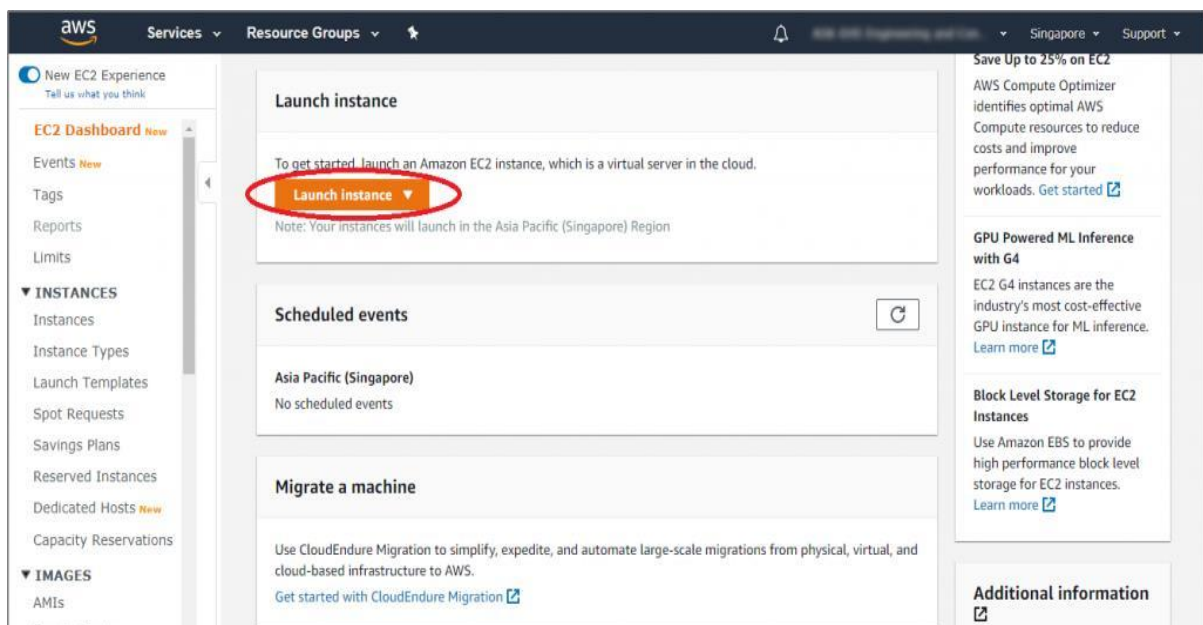 aws
Services
Resource Groups
Singapore
Support
New EC2 Experience
Tell us what you think
EC2 Dashboard New
Events New
Tags
Reports
Limits
INSTANCES
Instances
Instance Types
Launch Templates
Spot Requests
Savings Plans
Reserved Instances
Dedicated Hosts New
Capacity Reservations
IMAGES
AMIs
Launch instance
To get started, launch an Amazon EC2 instance, which is a virtual server in the cloud.
Launch instance
Note: Your instances will launch in the Asia Pacific (Singapore) Region
Scheduled events
Asia Pacific (Singapore)
No scheduled events
Migrate a machine
Use CloudEndure Migration to simplify, expedite, and automate large-scale migrations from physical, virtual, and
cloud-based infrastructure to AWS.
Get started with CloudEndure Migration
Save Up to 25% on EC2
AWS Compute Optimizer
identifies optimal AWS
Compute resources to reduce
costs and improve
performance for your
workloads. Get started
GPU Powered ML Inference
with G4
EC2 G4 instances are the
industry's most cost-effective
GPU instance for ML inference.
Learn more
Block Level Storage for EC2
Instances
Use Amazon EBS to provide
high performance block level
storage for EC2 instances.
Learn more
Additional information